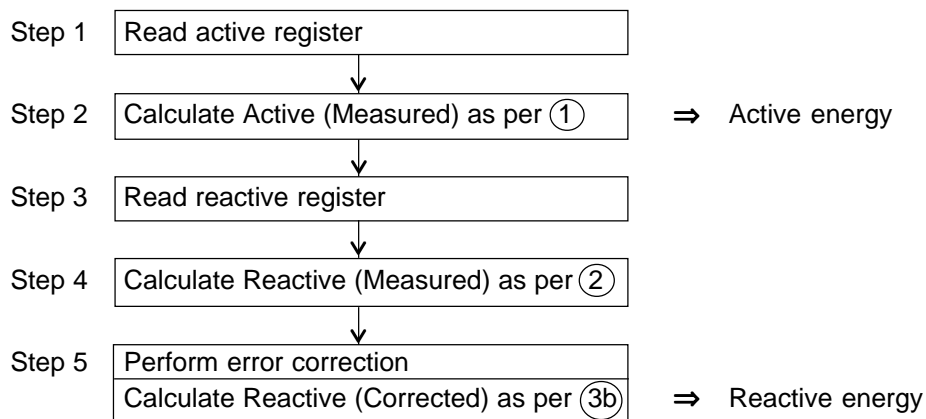 Step 1 Read active register
Step 2 Calculate Active (Measured) as per 1 ⇒ Active energy
Step 3 Read reactive register
Step 4 Calculate Reactive (Measured) as per 2
Step 5 Perform error correction
Calculate Reactive (Corrected) as per 3b ⇒ Reactive energy